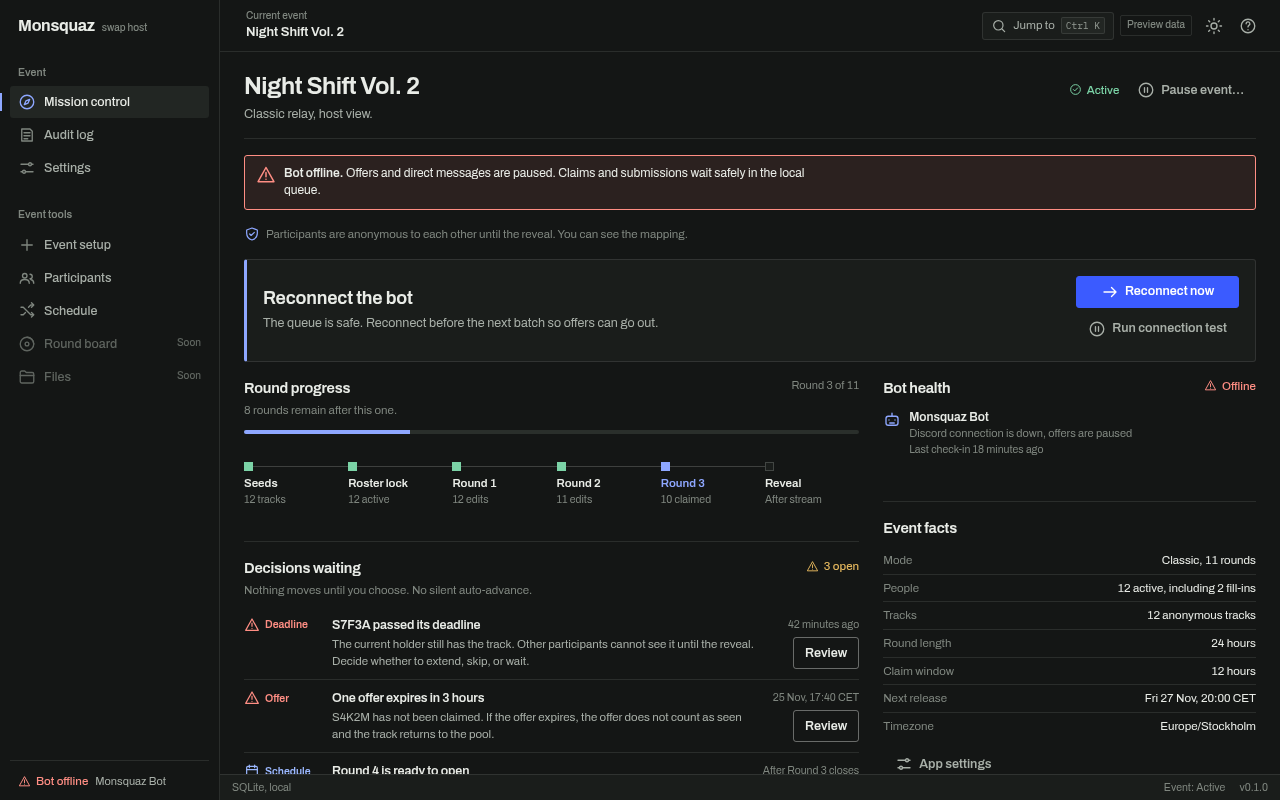 Monsquaz swap host
Event
Mission control
Audit log
Settings
Event tools
Event setup
Participants
Schedule
Round board Soon
Files Soon
Bot offline Monsquaz Bot
Current event
Night Shift Vol. 2
Jump to Ctrl K
Preview data
Night Shift Vol. 2
Classic relay, host view.
Active
Pause event...
Bot offline. Offers and direct messages are paused. Claims and submissions wait safely in the local
queue.
Participants are anonymous to each other until the reveal. You can see the mapping.
Reconnect the bot
The queue is safe. Reconnect before the next batch so offers can go out.
Reconnect now
Run connection test
Round progress
Round 3 of 11
8 rounds remain after this one.
Seeds
12 tracks
Roster lock
12 active
Round 1
12 edits
Round 2
11 edits
Round 3
10 claimed
Reveal
After stream
Decisions waiting
3 open
Nothing moves until you choose. No silent auto-advance.
Deadline
S7F3A passed its deadline
42 minutes ago
The current holder still has the track. Other participants cannot see it until the reveal.
Decide whether to extend, skip, or wait.
Review
Offer
One offer expires in 3 hours
25 Nov, 17:40 CET
S4K2M has not been claimed. If the offer expires, the offer does not count as seen
and the track returns to the pool.
Review
Schedule
Round 4 is ready to open
After Round 3 closes
Bot health
Offline
Monsquaz Bot
Discord connection is down, offers are paused
Last check-in 18 minutes ago
Event facts
Mode Classic, 11 rounds
People 12 active, including 2 fill-ins
Tracks 12 anonymous tracks
Round length 24 hours
Claim window 12 hours
Next release Fri 27 Nov, 20:00 CET
Timezone Europe/Stockholm
App settings
SQLite, local
Event: Active v0.1.0